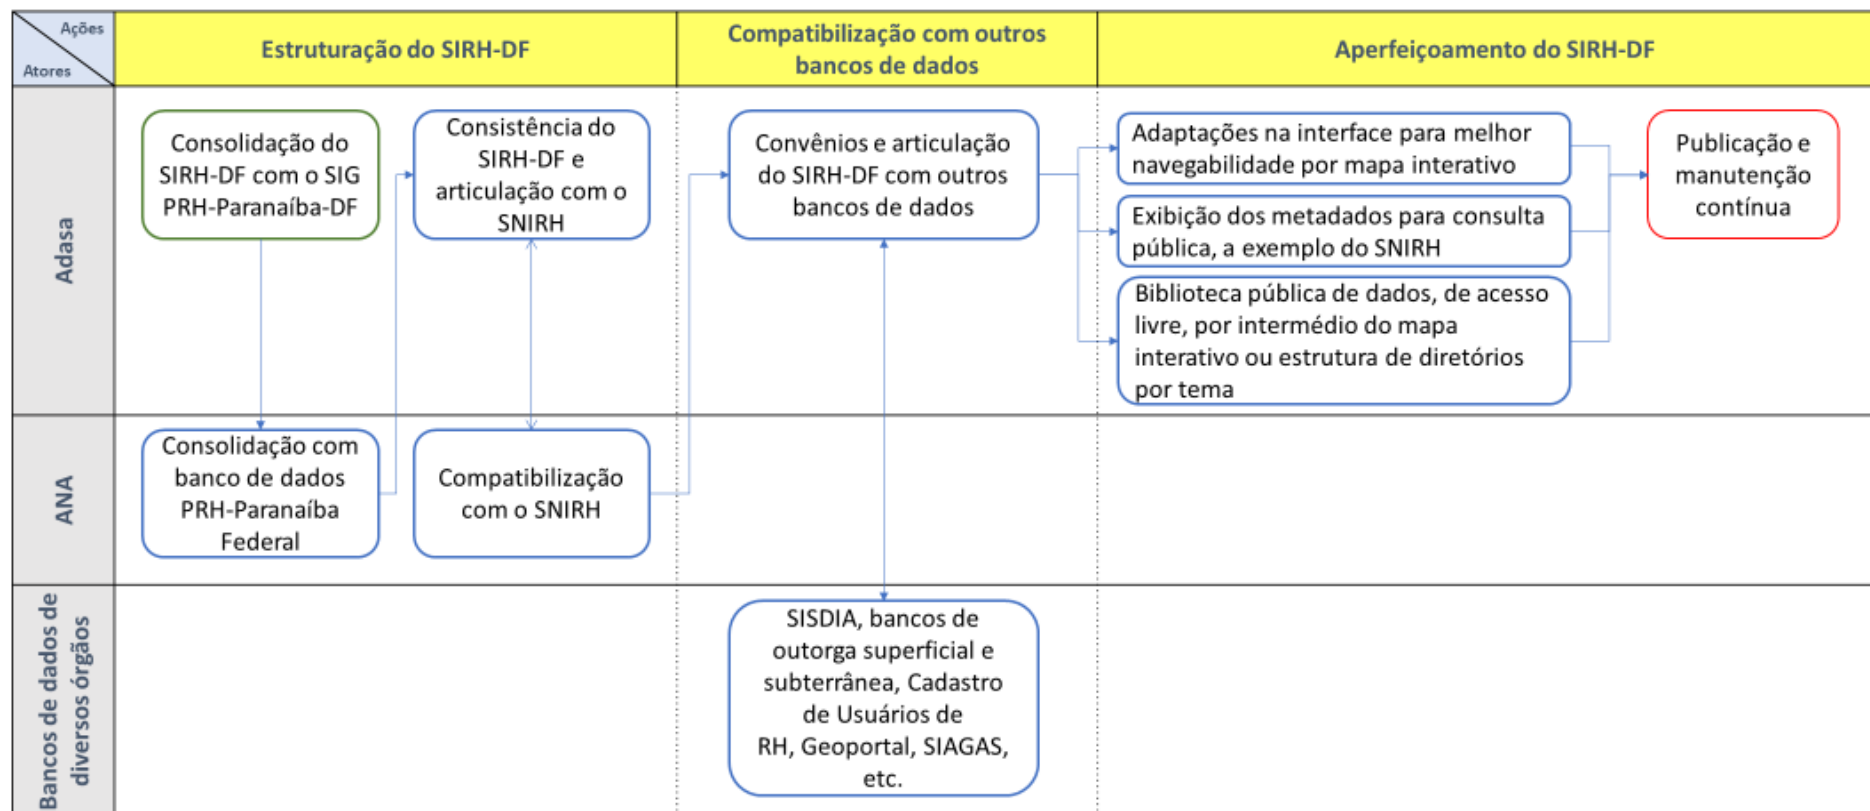 Ações
Atores
Estruturação do SIRH-DF
Compatibilização com outros
bancos de dados
Aperfeiçoamento do SIRH-DF
Adasa
Consolidação do
SIRH-DF com o SIG
PRH-Paranaíba-DF
Consistência do
SIRH-DF e
articulação com o
SNIRH
Convênios e articulação
do SIRH-DF com outros
bancos de dados
Adaptações na interface para melhor
navegabilidade por mapa interativo
Exibição dos metadados para consulta
pública, a exemplo do SNIRH
Biblioteca pública de dados, de acesso
livre, por intermédio do mapa
interativo ou estrutura de diretórios
por tema
Publicação e
manutenção
contínua
ANA
Consolidação com
banco de dados
PRH-Paranaíba
Federal
Compatibilização
com o SNIRH
Bancos de dados de
diversos órgãos
SISDIA, bancos de
outorga superficial e
subterrânea, Cadastro
de Usuários de
RH, Geoportal, SIAGAS,
etc.